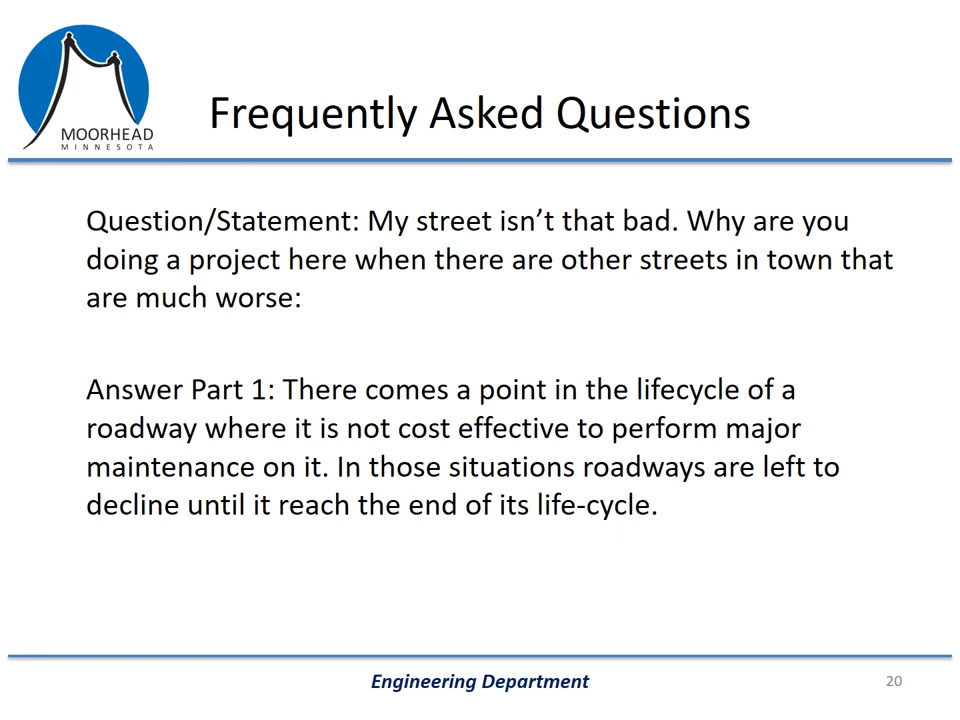 MOORHEAD
MINNESOTA
Frequently Asked Questions
Question/Statement: My street isn’t that bad. Why are you
doing a project here when there are other streets in town that
are much worse:
Answer Part 1: There comes a point in the lifecycle of a
roadway where it is not cost effective to perform major
maintenance on it. In those situations roadways are left to
decline until it reach the end of its life-cycle.
Engineering Department
20